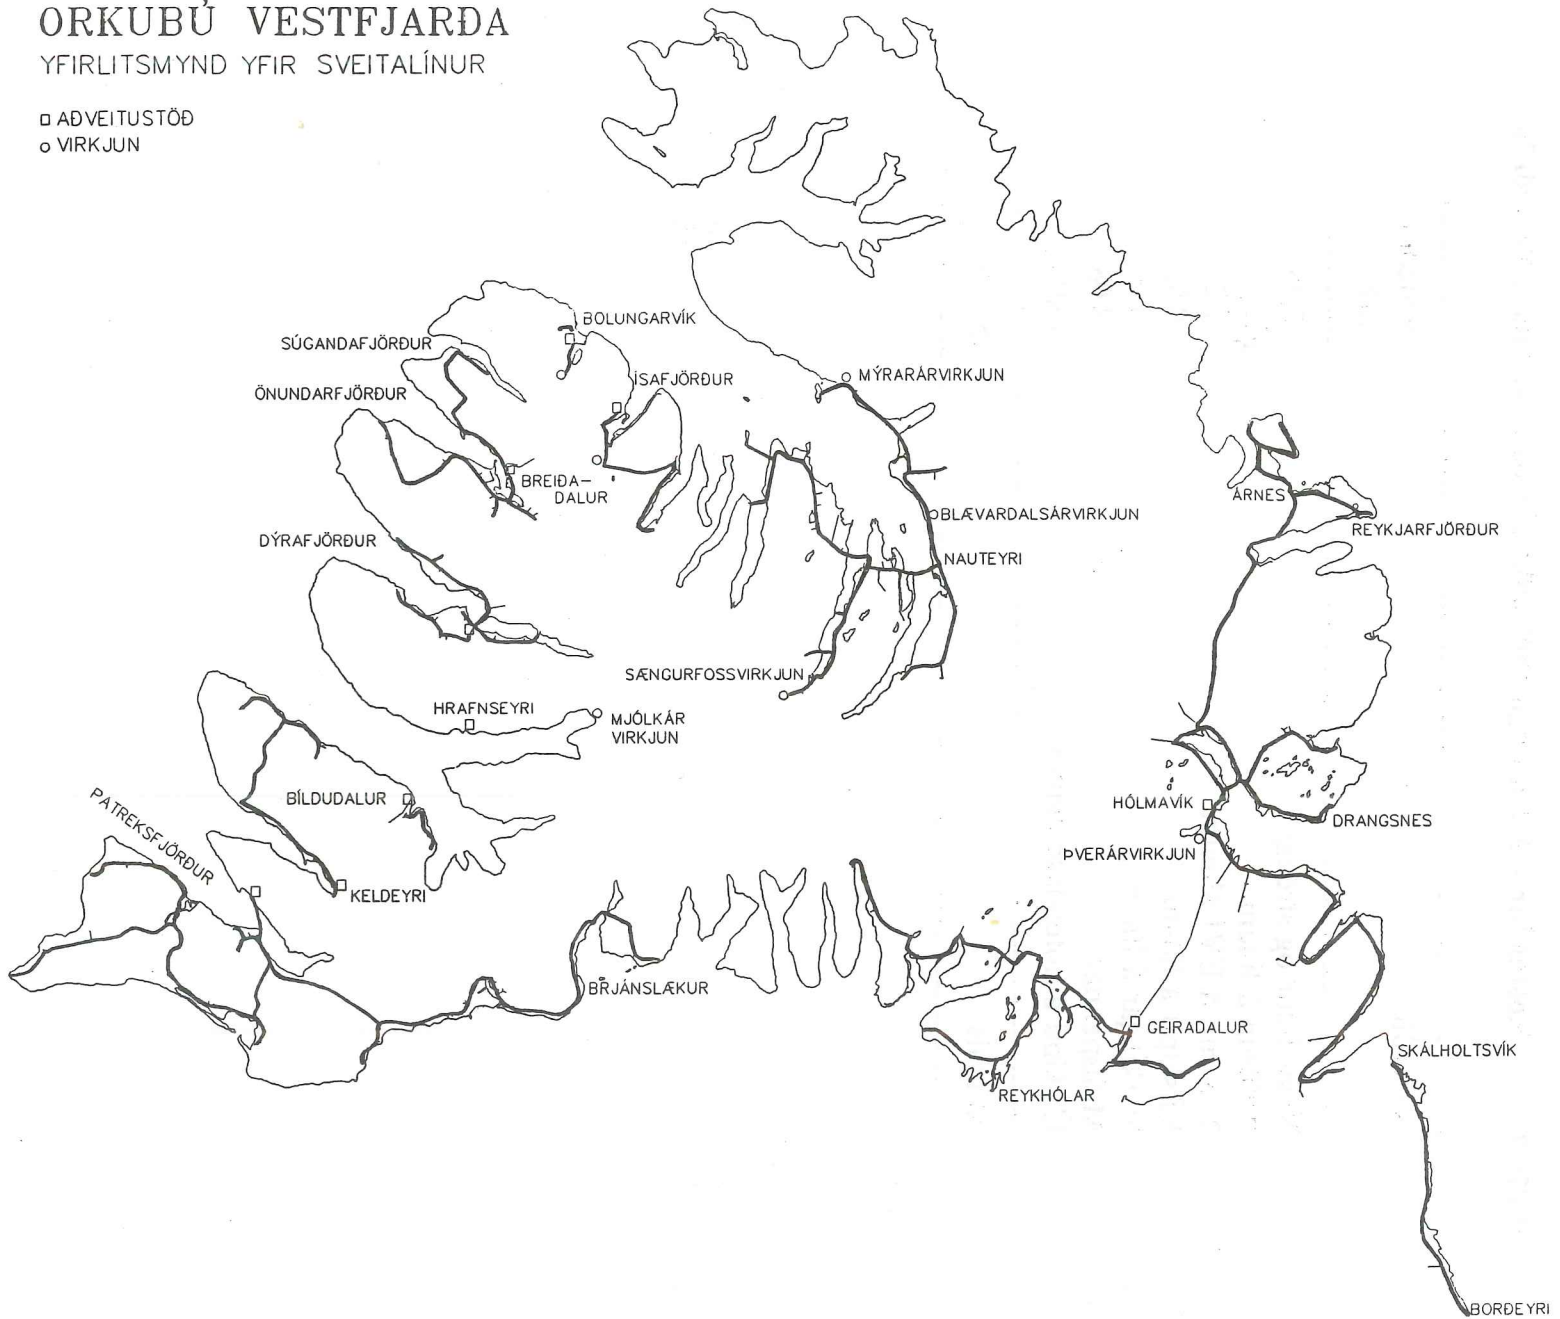 ORKUBÚ VESTFJARÐA
YFIRLITSMYND YFIR SVEITALÍNUR
AÐVEITUSTÖÐ
VIRKJUN
BOLUNGARVÍK
SÚGANDAFJÖRÐUR
ÍSAFJÖRÐUR
MÝRARÁRVIRKJUN
ÖNUNDARFJÖRÐUR
BREIÐA-
DALUR
ÁRNES
BLÆVARDALSÁRVIRKJUN
REYKJARFJÖRÐUR
DÝRAFJÖRÐUR
NAUTEYRI
SÆNGURFOSSVIRKJUN
HRAFNSEYRI
MJÓLKÁR
VIRKJUN
BÍLDUDALUR
HÓLMAVÍK
DRANGSNES
PATREKSFJÖRÐUR
ÞVERÁRVIRKJUN
KELDEYRI
BRJÁNSLÆKUR
GEIRADALUR
SKÁLHOLTSVÍK
REYKHÓLAR
BORÐEYRI